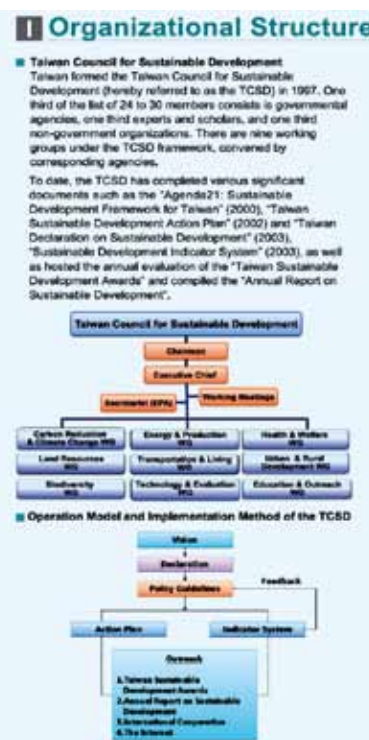 I Organizational Structure
Taiwan Council for Sustainable Development
Taiwan formed the Taiwan Council for Sustainable
Development (hereby referred to as the TCSD) in 1997. One
third of the list of 24 to 30 members consists is governmental
agencies, one third experts and scholars, and one third
non-government organizations. There are nine working
groups under the TCSD framework, convened by
corresponding agencies.
To date, the TCSD has completed various significant
documents such as the "Agenda21: Sustainable
Development Framework for Taiwan" (2000), "Taiwan
Sustainable Development Action Plan" (2002) and "Taiwan
Declaration on Sustainable Development" (2003),
"Sustainable Development Indicator System" (2003), as well
as hosted the annual evaluation of the "Taiwan Sustainable
Development Awards" and compiled the "Annual Report on
Sustainable Development".
Taiwan Council for Sustainable Development
Chairman
Executive Chief
Secretariat (EPA)
Working Meetings
Carbon Reduction
& Climate Change WG
Energy & Production
WG
Health & Welfare
WG
Land Resources
WG
Transportation & Living
WG
Urban & Rural
Development WG
Biodiversity
WG
Technology & Evaluation
WG
Education & Outreach
WG
Operation Model and Implementation Method of the TCSD
Vision
Declaration
Policy Guidelines
Feedback
Action Plan
Indicator System
Outreach
1.Taiwan Sustainable
Development Awards
2.Annual Report on Sustainable
Development
3.International Cooperation
4.The Internet